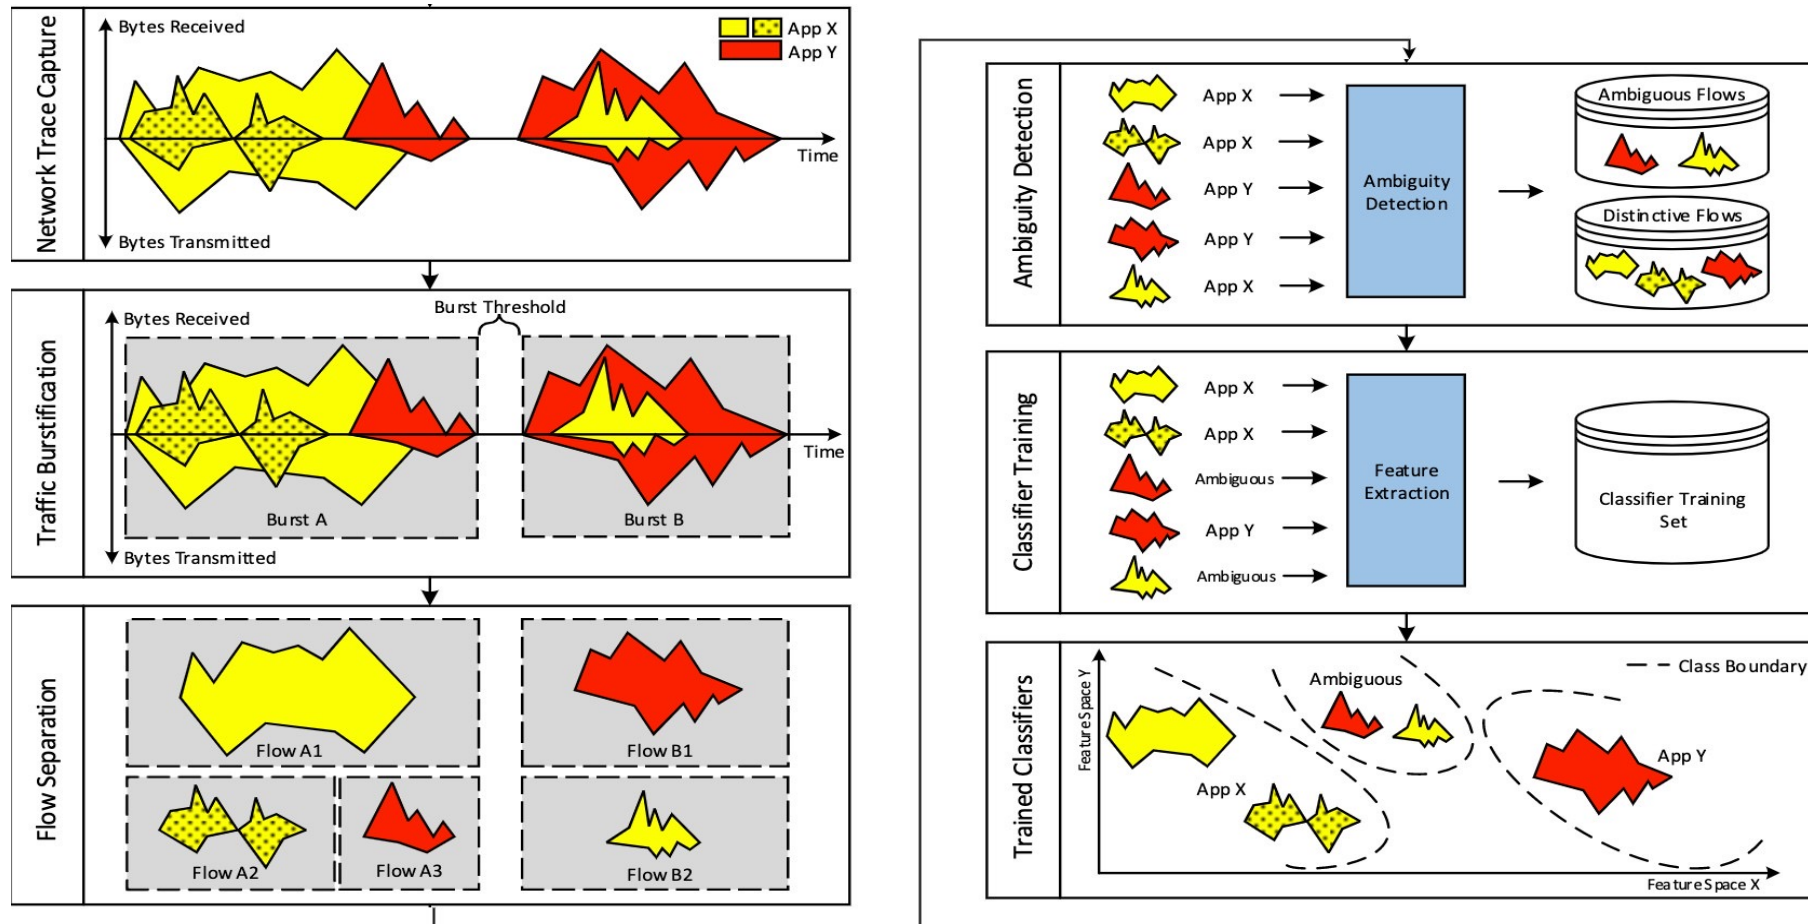 Network Trace Capture
Bytes Received
App X
App Y
Time
Bytes Transmitted
Traffic Burstification
Bytes Received
Burst Threshold
Time
Burst A
Burst B
Bytes Transmitted
Flow Separation
Flow A1
Flow B1
Flow A2
Flow A3
Flow B2
Ambiguity Detection
App X
App X
App Y
App Y
App X
Ambiguity
Detection
Ambiguous Flows
Distinctive Flows
Classifier Training
App X
App X
Ambiguous
App Y
Ambiguous
Feature
Extraction
Classifier Training
Set
Trained Classifiers
Feature Space Y
Ambiguous
Class Boundary
App X
App Y
Feature Space X